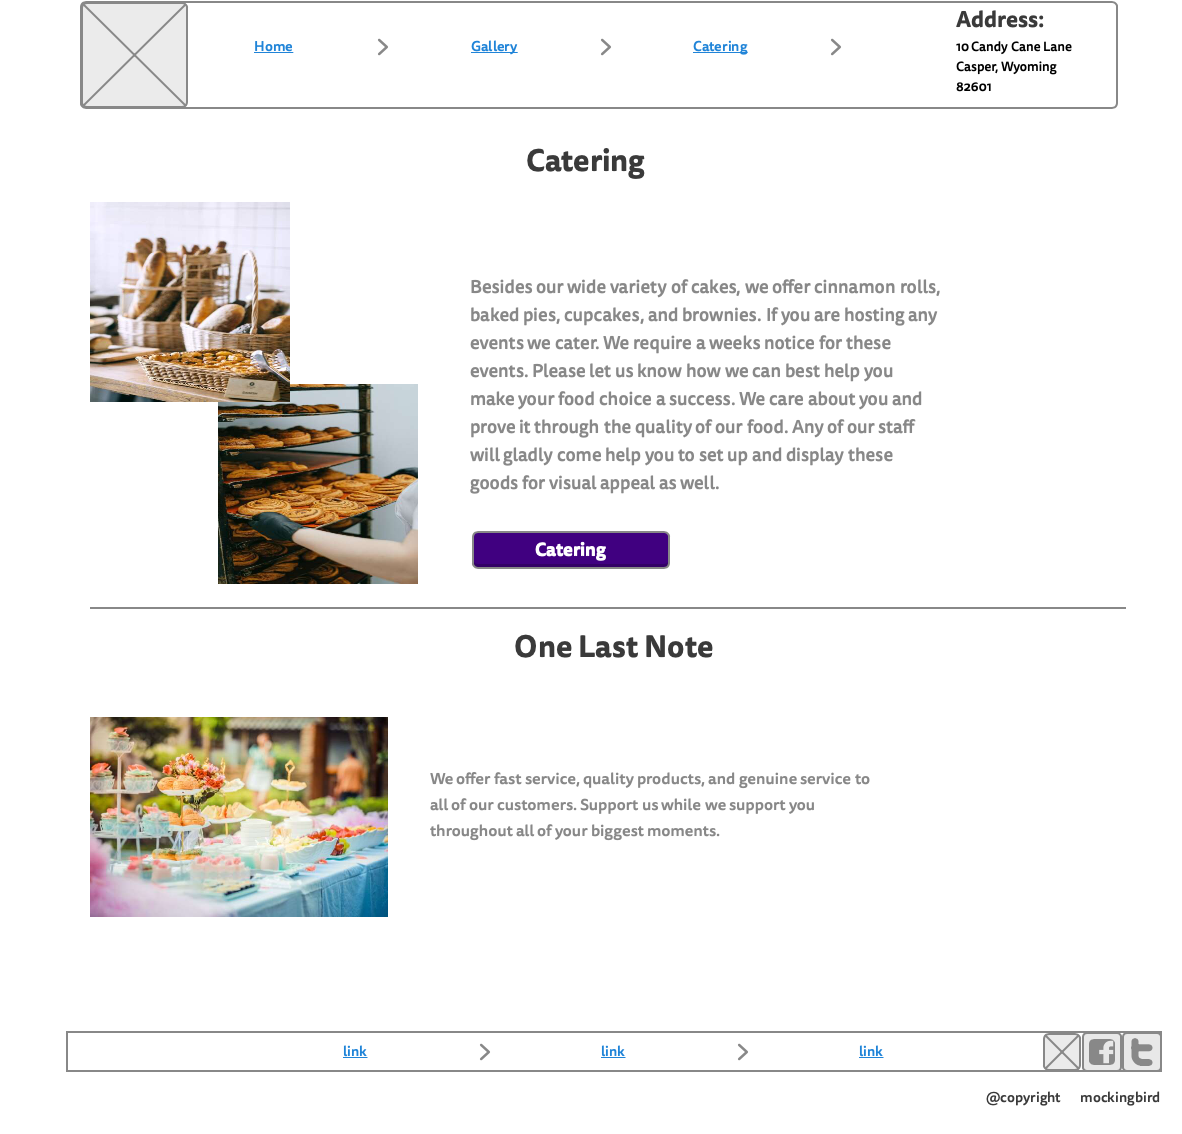 Home
Gallery
Catering
Address:
10 Candy Cane Lane
Casper, Wyoming
82601
Catering
Besides our wide variety of cakes, we offer cinnamon rolls,
baked pies, cupcakes, and brownies. If you are hosting any
events we cater. We require a weeks notice for these
events. Please let us know how we can best help you
make your food choice a success. We care about you and
prove it through the quality of our food. Any of our staff
will gladly come help you to set up and display these
goods for visual appeal as well.
Catering
One Last Note
We offer fast service, quality products, and genuine service to
all of our customers. Support us while we support you
throughout all of your biggest moments.
link
link
link
@copyright
mockingbird